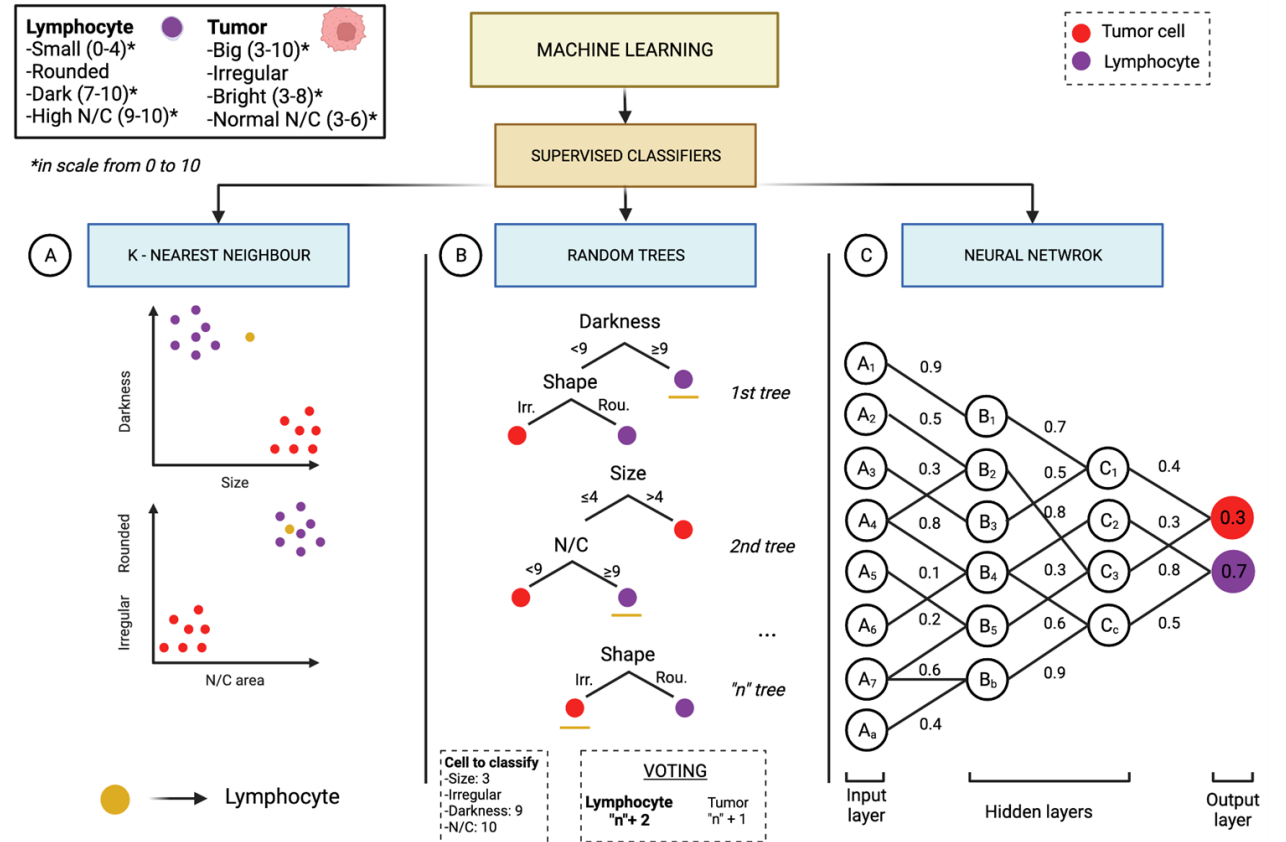 Lymphocyte
-Small (0-4)*
-Rounded
-Dark (7-10)*
-High N/C (9-10)*
Tumor
-Big (3-10)*
-Irregular
-Bright (3-8)*
-Normal N/C (3-6)*
*in scale from 0 to 10
MACHINE LEARNING
SUPERVISED CLASSIFIERS
Tumor cell
Lymphocyte
A
K - NEAREST NEIGHBOUR
Darkness
Size
Rounded
Irregular
N/C area
Lymphocyte
B
RANDOM TREES
Darkness
<9
≥9
Shape
Irr.
Rou.
1st tree
Size
≤4
>4
N/C
<9
≥9
2nd tree
...
Shape
Irr.
Rou.
"n" tree
Cell to classify
-Size: 3
-Irregular
-Darkness: 9
-N/C: 10
VOTING
Lymphocyte
"n"+ 2
Tumor
"n" + 1
C
NEURAL NETWROK
A1
A2
A3
A4
A5
A6
A7
Aa
0.9
0.5
0.3
0.8
0.1
0.2
0.6
0.4
B1
B2
B3
B4
B5
Bb
0.7
0.5
0.8
0.3
0.6
0.9
C1
C2
C3
Cc
0.4
0.3
0.8
0.5
0.3
0.7
Input
layer
Hidden layers
Output
layer